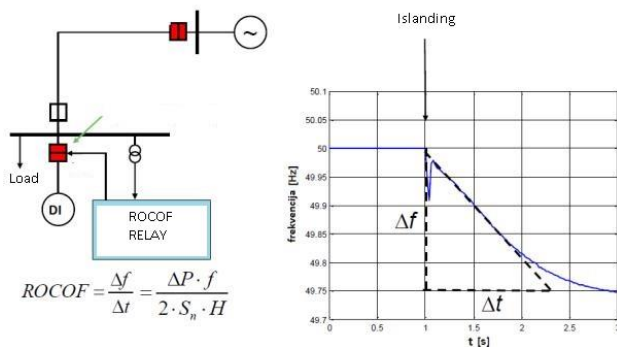 ~
Load
DI
ROCOF
RELAY
ROCOF = Δf / Δt = ΔP · f / 2 · Sn · H
Islanding
50.1
50.05
50
49.95
49.9
49.85
49.8
49.75
49.7
frekvencija [Hz]
Δf
Δt
0
0.5
1
1.5
2
2.5
3
t [s]